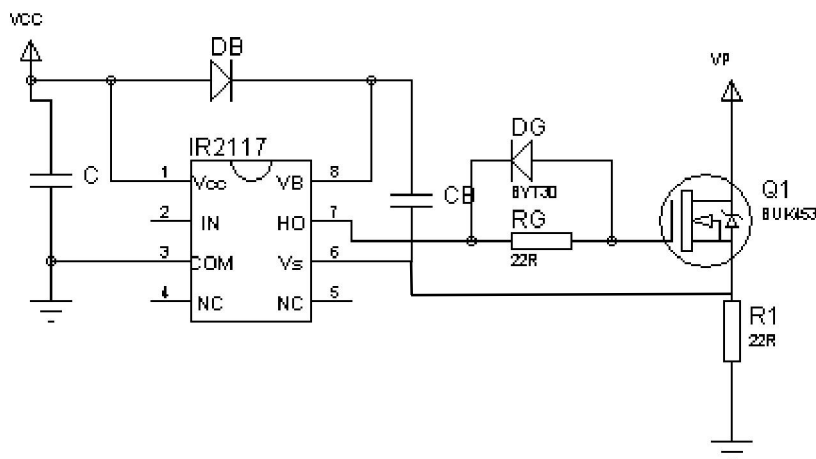 VCC
DB
VP
IR2117
DG
C
1
Vcc
VB
8
BYT30
CB
Q1
BUK453
2
IN
HO
7
RG
22R
3
COM
Vs
6
4
NC
NC
5
R1
22R